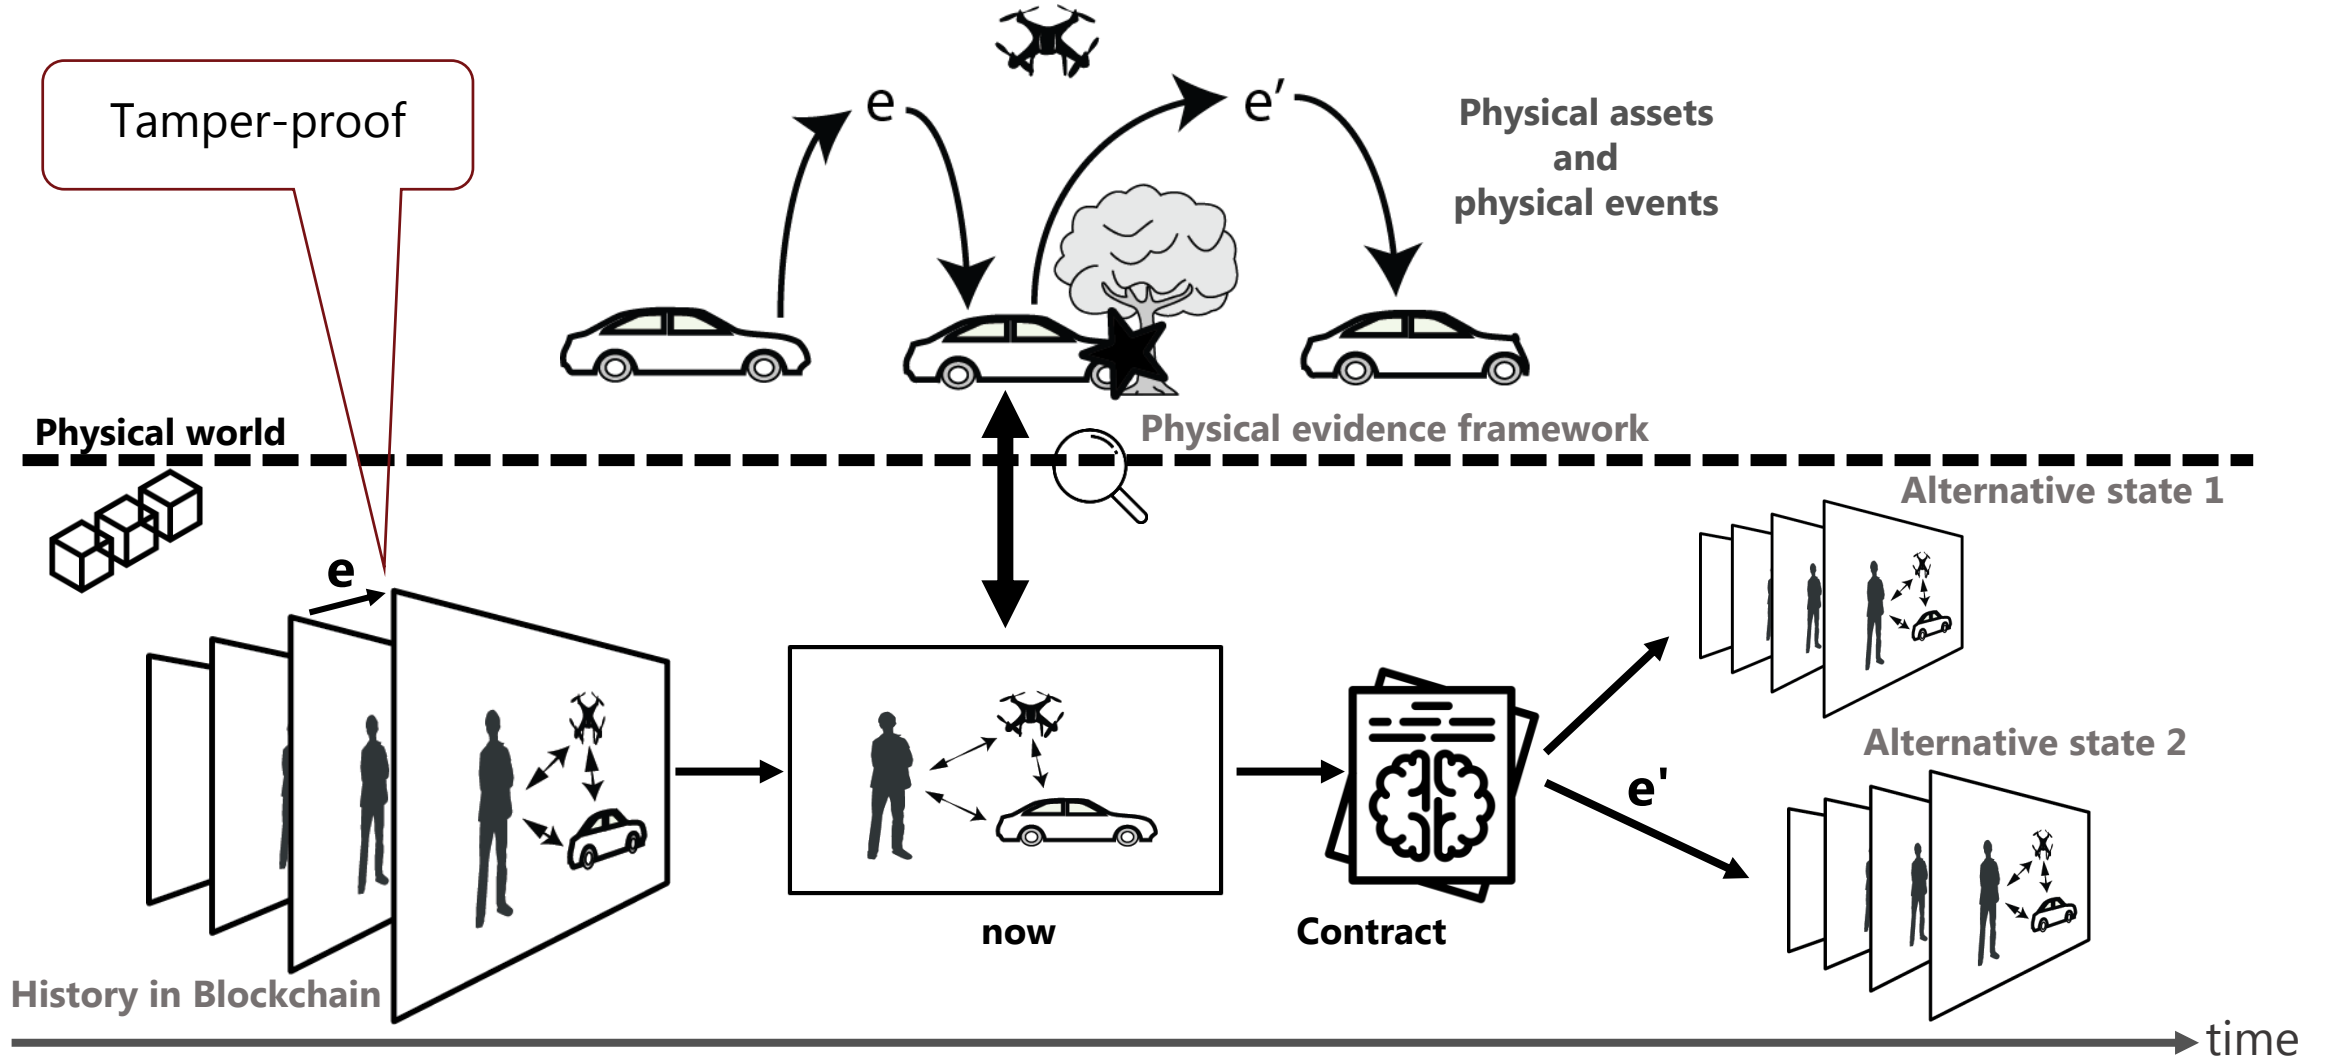 Tamper-proof
e
e′
Physical assets
and
physical events
Physical world
Physical evidence framework
Alternative state 1
e
Alternative state 2
e'
now
Contract
History in Blockchain
time